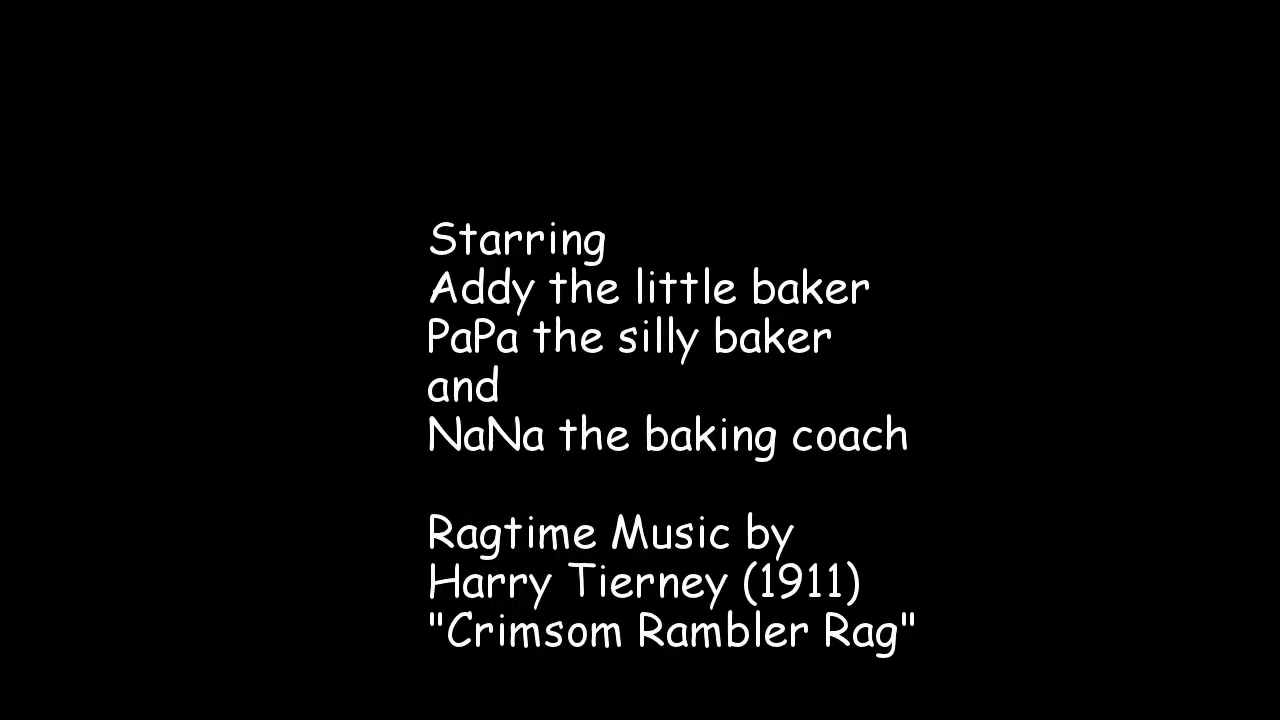 Starring
Addy the little baker
PaPa the silly baker
and
NaNa the baking coach
Ragtime Music by
Harry Tierney (1911)
"Crimsom Rambler Rag"